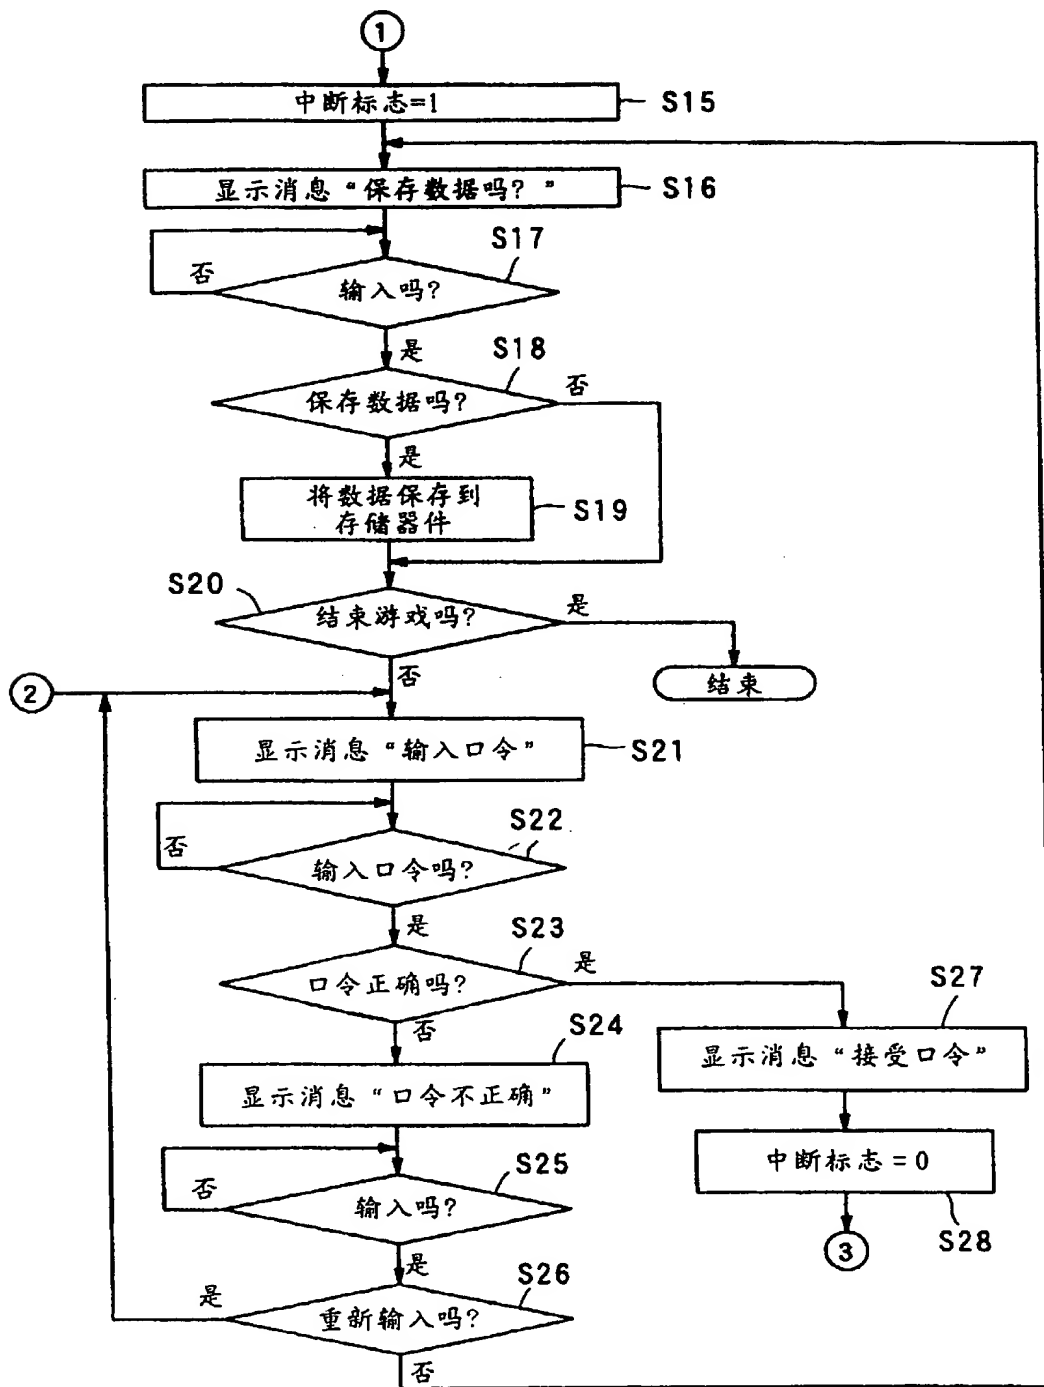 1
中断标志=1
S15
显示消息“保存数据吗？”
S16
S17
否
输入吗?
是
S18
保存数据吗?
否
是
将数据保存到
存储器件
S19
S20
结束游戏吗?
是
否
结束
2
显示消息“输入口令”
S21
S22
否
输入口令吗?
是
S23
口令正确吗?
是
否
S24
S27
显示消息“接受口令”
显示消息“口令不正确”
中断标志=0
S28
3
S25
否
输入吗?
是
S26
是
重新输入吗?
否